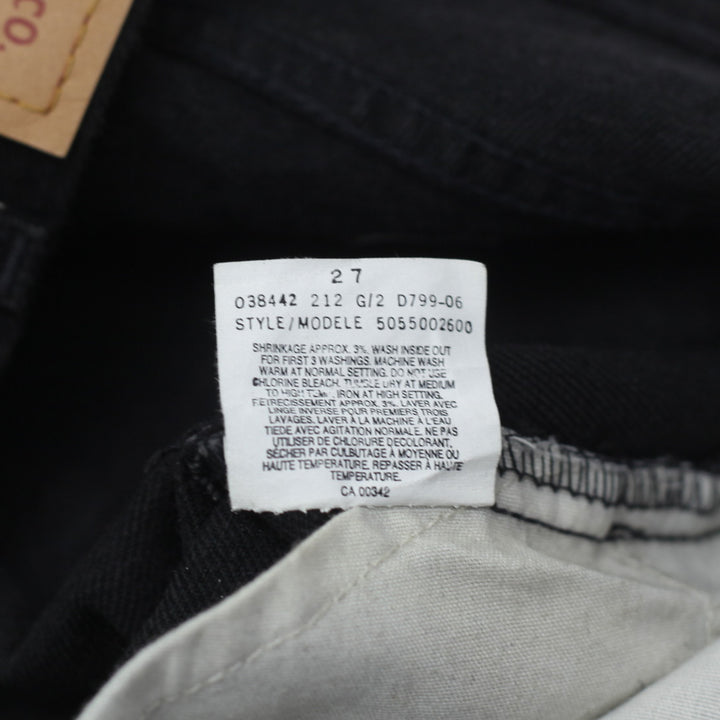 CO.
27
038442 212 G/2 D799-06
STYLE/MODELE 5055002600
SHRINKAGE APPROX. 3%. WASH INSIDE OUT
FOR FIRST 3 WASHINGS. MACHINE WASH
WARM AT NORMAL SETTING. DO NOT USE
CHLORINE BLEACH. TUMBLE DRY AT MEDIUM
TO HIGH TEMP. IRON AT HIGH SETTING.
RETRECISSEMENT APPROX. 3%. LAVER AVEC
LINGE INVERSE POUR PREMIERS TROIS
LAVAGES. LAVER A LA MACHINE A L'EAU
TIEDE AVEC AGITATION NORMALE. NE PAS
UTILISER DE CHLORURE DECOLORANT.
SÉCHER PAR CULBUTAGE À MOYENNE OU
HAUTE TEMPERATURE. REPASSER À HAUTE
TEMPERATURE.
CA 00342